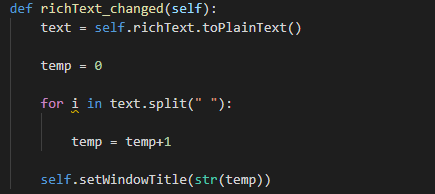 def richText_changed(self):
    text = self.richText.toPlainText()
    temp = 0
    for i in text.split(" "):
        temp = temp+1
    self.setWindowTitle(str(temp))